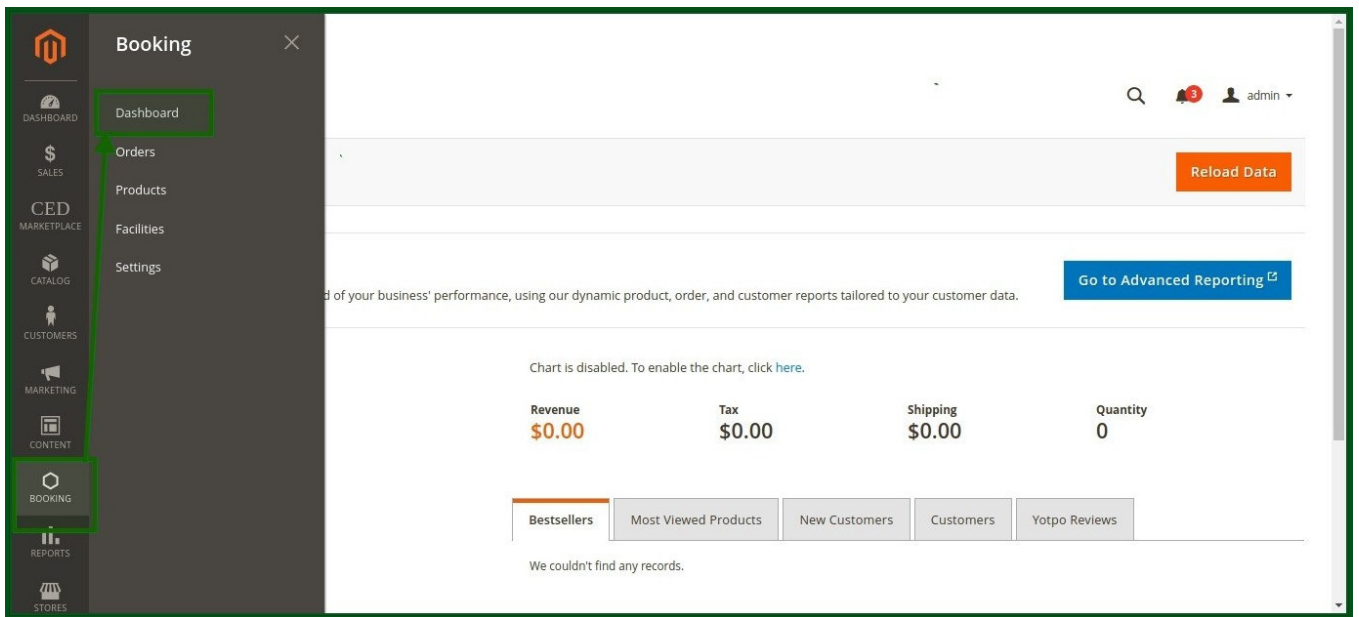 Booking
DASHBOARD
$
SALES
CED
MARKETPLACE
CATALOG
CUSTOMERS
MARKETING
CONTENT
BOOKING
REPORTS
STORES
Dashboard
Orders
Products
Facilities
Settings
3
admin
Reload Data
Go to Advanced Reporting
d of your business' performance, using our dynamic product, order, and customer reports tailored to your customer data.
Chart is disabled. To enable the chart, click here.
Revenue Tax Shipping Quantity
$0.00 $0.00 $0.00 0
Bestsellers Most Viewed Products New Customers Customers Yotpo Reviews
We couldn't find any records.